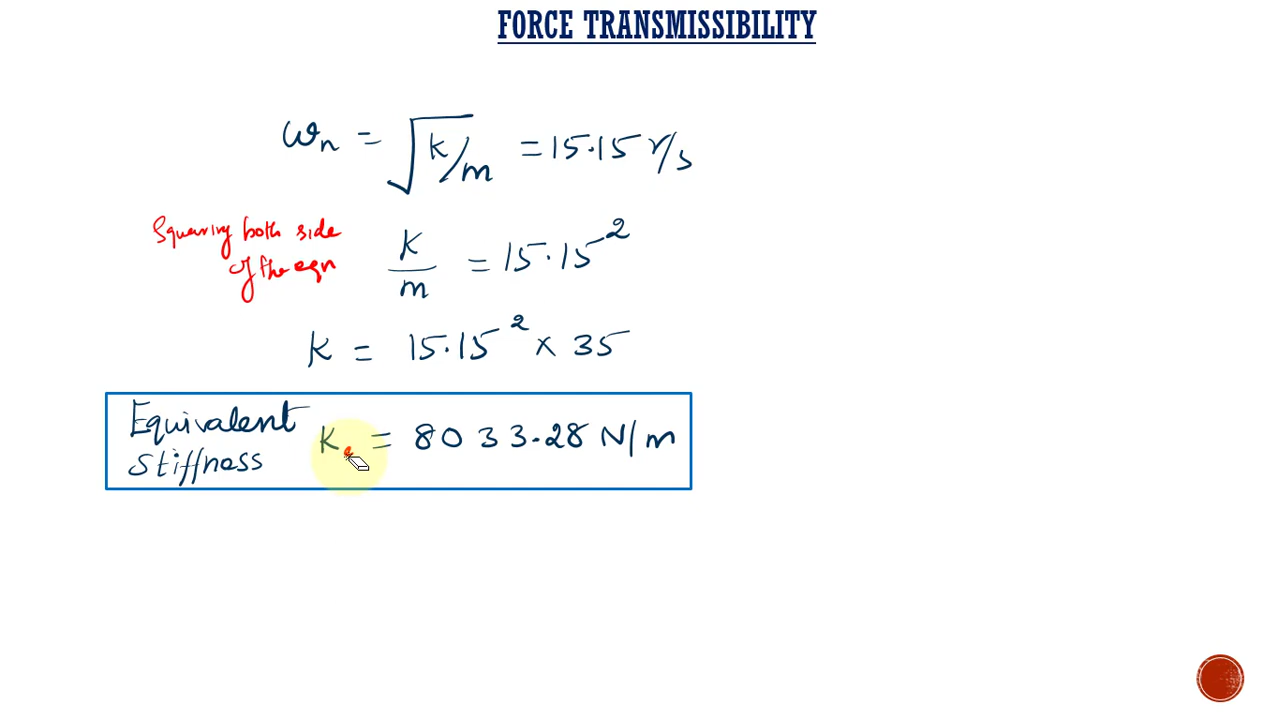 FORCE TRANSMISSIBILITY
ωn = √K/m = 15.15 r/s
Squaring both side
of the eqn
K/m = 15.15²
K = 15.15² × 35
Equivalent
stiffness
Ke = 8033.28 N/m